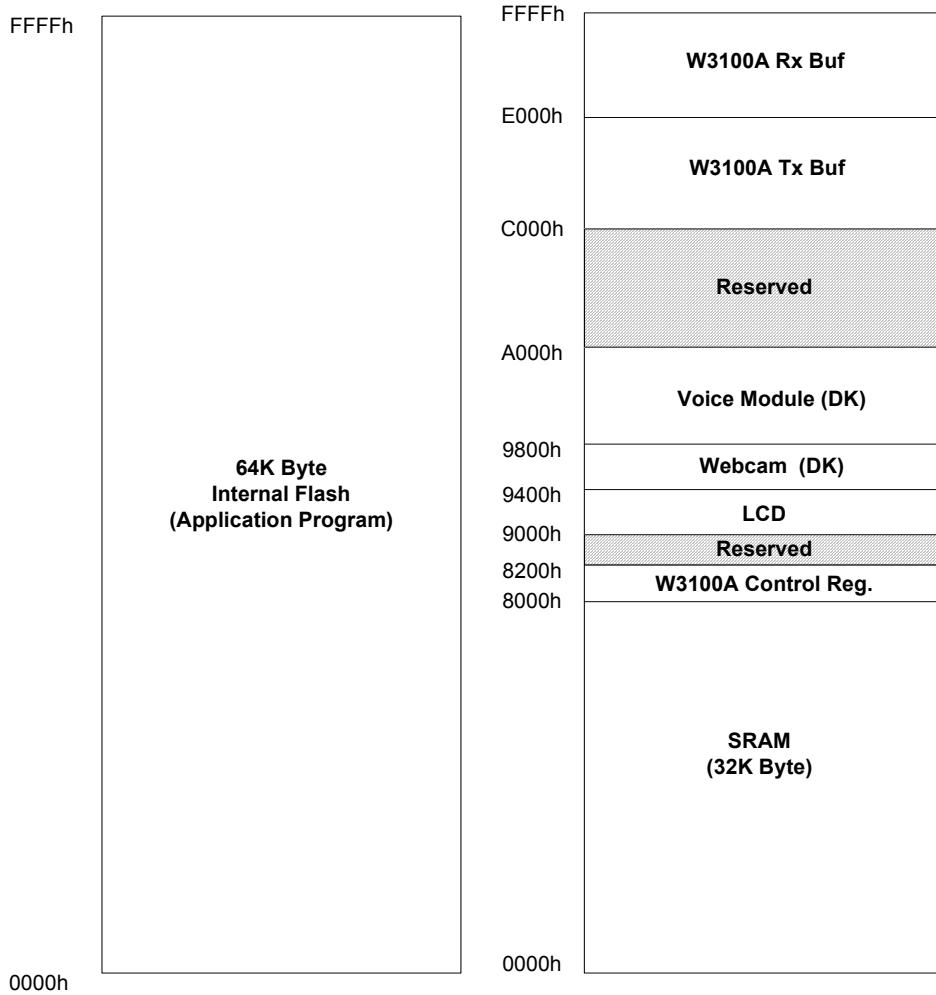 FFFFh
64K Byte
Internal Flash
(Application Program)
0000h
FFFFh
W3100A Rx Buf
E000h
W3100A Tx Buf
C000h
Reserved
A000h
Voice Module (DK)
9800h
Webcam (DK)
9400h
LCD
9000h
Reserved
8200h
W3100A Control Reg.
8000h
SRAM
(32K Byte)
0000h